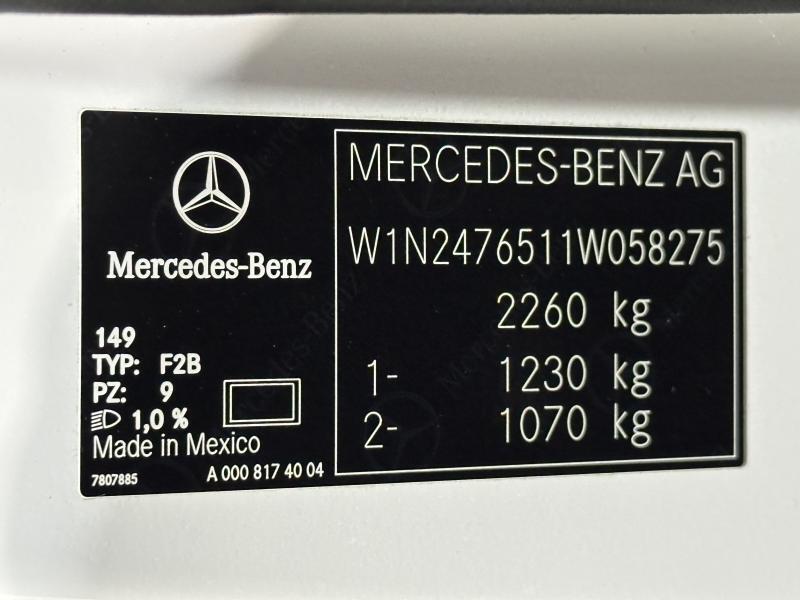 Mercedes-Benz
149
TYP: F2B
PZ: 9
1,0 %
Made in Mexico
7807885
A 000 817 40 04
MERCEDES-BENZ AG
W1N2476511W058275
2260 kg
1- 1230 kg
2- 1070 kg